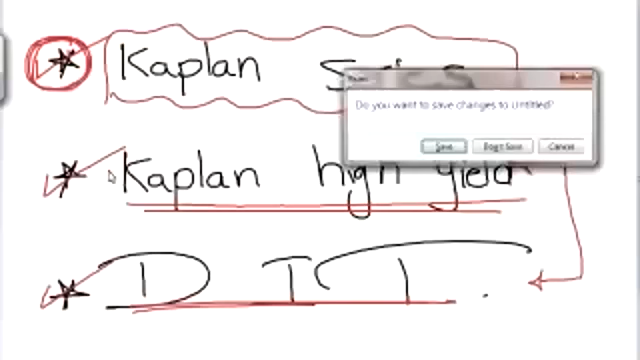 Kaplan
Do you want to save changes to Untitled?
Save Don't Save Cancel
Kaplan high yield
D I T .